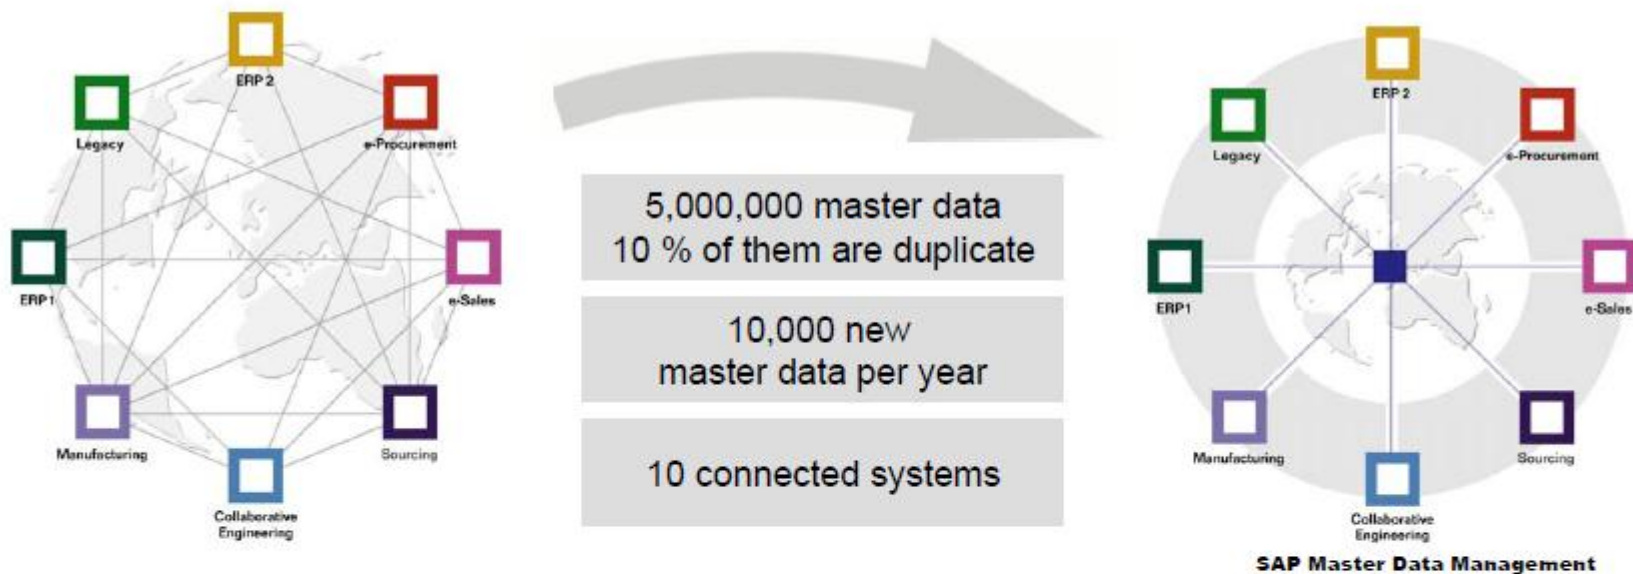 ERP 2
Legacy
e-Procurement
ERP1
e-Sales
Manufacturing
Sourcing
Collaborative
Engineering
5,000,000 master data
10 % of them are duplicate
10,000 new
master data per year
10 connected systems
ERP 2
Legacy
e-Procurement
ERP1
e-Sales
Manufacturing
Sourcing
Collaborative
Engineering
SAP Master Data Management